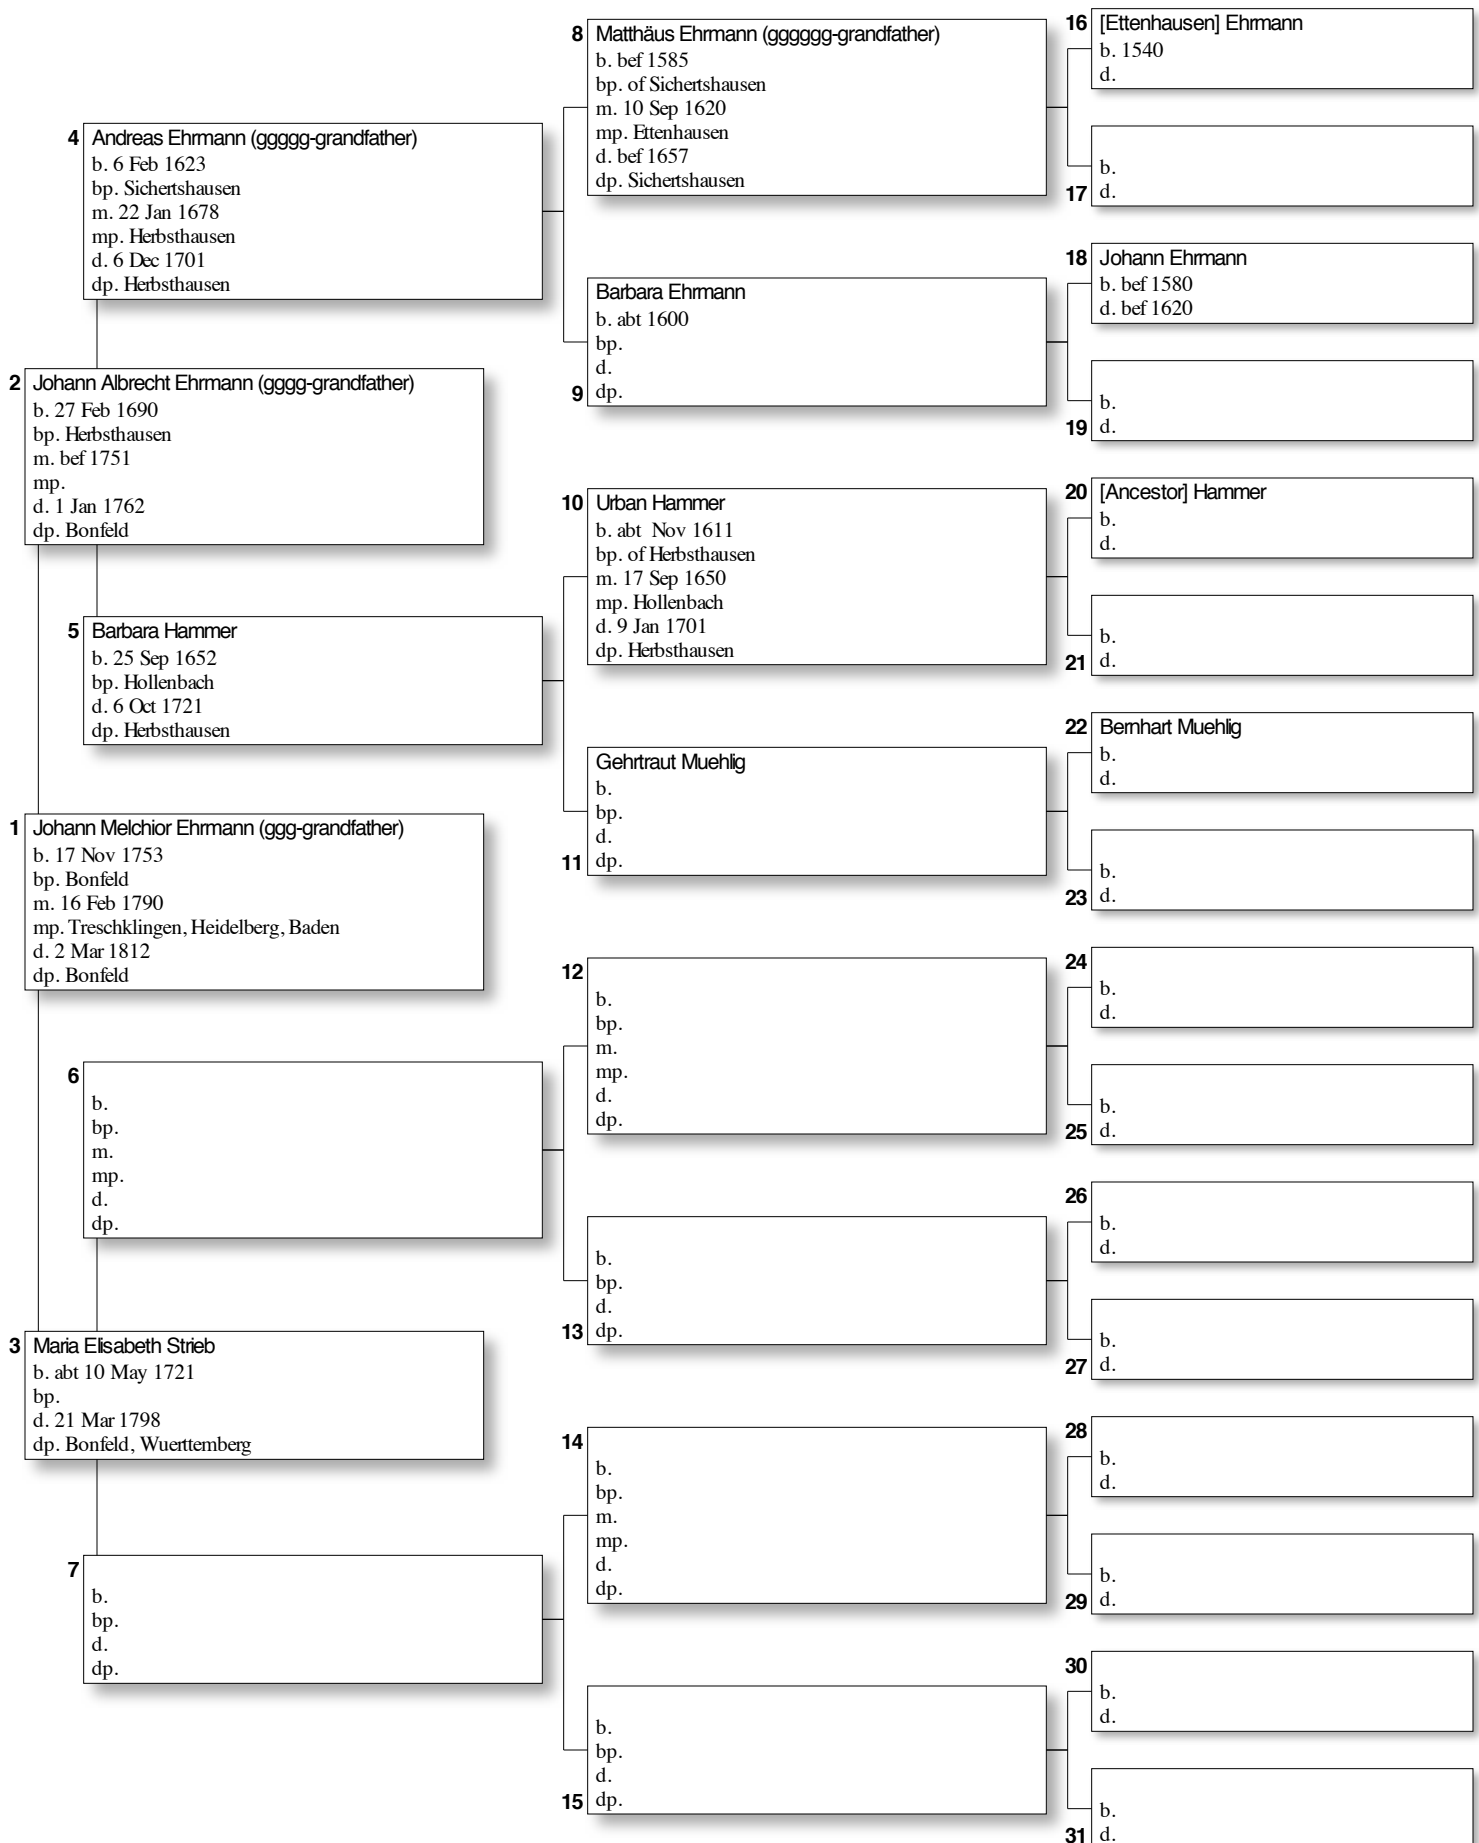 8 Matthäus Ehrmann (gggggg-grandfather)
b. bef 1585
bp. of Sichertshausen
m. 10 Sep 1620
mp. Ettenhausen
d. bef 1657
dp. Sichertshausen
16 [Ettenhausen] Ehrmann
b. 1540
d.
4 Andreas Ehrmann (ggggg-grandfather)
b. 6 Feb 1623
bp. Sichertshausen
m. 22 Jan 1678
mp. Herbsthausen
d. 6 Dec 1701
dp. Herbsthausen
b.
17 d.
18 Johann Ehrmann
b. bef 1580
d. bef 1620
Barbara Ehrmann
b. abt 1600
bp.
d.
9 dp.
2 Johann Albrecht Ehrmann (gggg-grandfather)
b. 27 Feb 1690
bp. Herbsthausen
m. bef 1751
mp.
d. 1 Jan 1762
dp. Bonfeld
b.
19 d.
10 Urban Hammer
b. abt Nov 1611
bp. of Herbsthausen
m. 17 Sep 1650
mp. Hollenbach
d. 9 Jan 1701
dp. Herbsthausen
20 [Ancestor] Hammer
b.
d.
5 Barbara Hammer
b. 25 Sep 1652
bp. Hollenbach
d. 6 Oct 1721
dp. Herbsthausen
b.
21 d.
22 Bernhart Muehlig
b.
d.
Gehrtraut Muehlig
b.
bp.
d.
11 dp.
1 Johann Melchior Ehrmann (ggg-grandfather)
b. 17 Nov 1753
bp. Bonfeld
m. 16 Feb 1790
mp. Treschklingen, Heidelberg, Baden
d. 2 Mar 1812
dp. Bonfeld
b.
23 d.
12
b.
bp.
m.
mp.
d.
dp.
24
b.
d.
6
b.
bp.
m.
mp.
d.
dp.
b.
25 d.
26
b.
d.
b.
bp.
d.
13 dp.
b.
27 d.
3 Maria Elisabeth Strieb
b. abt 10 May 1721
bp.
d. 21 Mar 1798
dp. Bonfeld, Wuerttemberg
14
b.
bp.
m.
mp.
d.
dp.
28
b.
d.
7
b.
bp.
d.
dp.
b.
29 d.
30
b.
d.
b.
bp.
d.
15 dp.
b.
31 d.